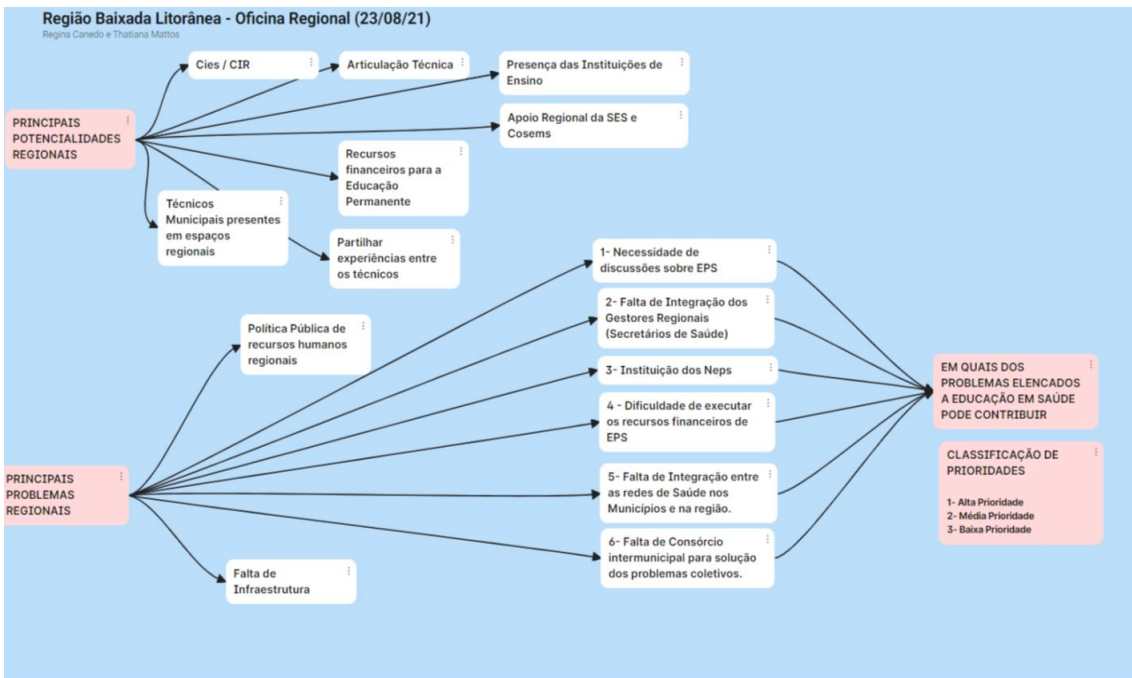 Região Baixada Litorânea - Oficina Regional (23/08/21)
Regina Canedo e Thatiana Mattos
Cies / CIR
Articulação Técnica
Presença das Instituições de
Ensino
PRINCIPAIS
POTENCIALIDADES
REGIONAIS
Apoio Regional da SES e
Cosems
Recursos
financeiros para a
Educação
Permanente
Técnicos
Municipais presentes
em espaços
regionais
Partilhar
experiências entre
os técnicos
1- Necessidade de
discussões sobre EPS
2- Falta de Integração dos
Gestores Regionais
(Secretários de Saúde)
Política Pública de
recursos humanos
regionais
3- Instituição dos Neps
4 - Dificuldade de executar
os recursos financeiros de
EPS
EM QUAIS DOS
PROBLEMAS ELENCADOS
A EDUCAÇÃO EM SAÚDE
PODE CONTRIBUIR
CLASSIFICAÇÃO DE
PRIORIDADES
1- Alta Prioridade
2- Média Prioridade
3- Baixa Prioridade
PRINCIPAIS
PROBLEMAS
REGIONAIS
5- Falta de Integração entre
as redes de Saúde nos
Municípios e na região.
6- Falta de Consórcio
intermunicipal para solução
dos problemas coletivos.
Falta de
Infraestrutura